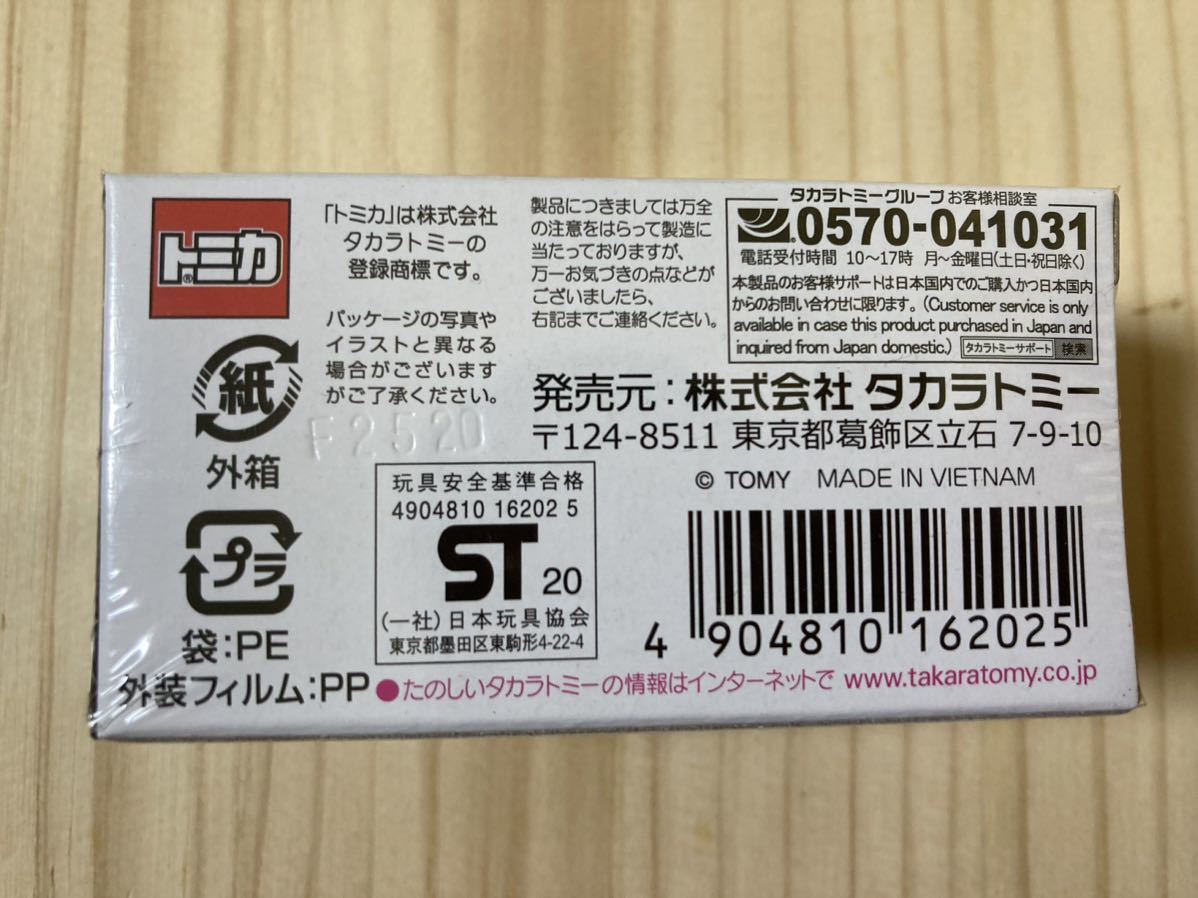 トミカ®
「トミカ」は株式会社
タカラトミーの
登録商標です。
パッケージの写真や
イラストと異なる
場合がございます
がご了承ください。
F2520
紙
外箱
プラ
袋:PE
外装フィルム:PP
製品につきましては万全
の注意をはらって製造に
当たっておりますが、
万一お気づきの点などが
ございましたら、
右記までご連絡ください。
タカラトミーグループ お客様相談室
0570-041031
電話受付時間 10〜17時 月〜金曜日(土日・祝日除く)
本製品のお客様サポートは日本国内でのご購入かつ日本国内
からのお問い合わせに限ります。(Customer service is only
available in case this product purchased in Japan and
inquired from Japan domestic.) タカラトミーサポート 検索
発売元:株式会社 タカラトミー
〒124-8511 東京都葛飾区立石 7-9-10
© TOMY MADE IN VIETNAM
玩具安全基準合格
4904810 16202 5
ST 20
(一社)日本玩具協会
東京都墨田区東駒形4-22-4
4 904810 162025
●たのしいタカラトミーの情報はインターネットで www.takaratomy.co.jp